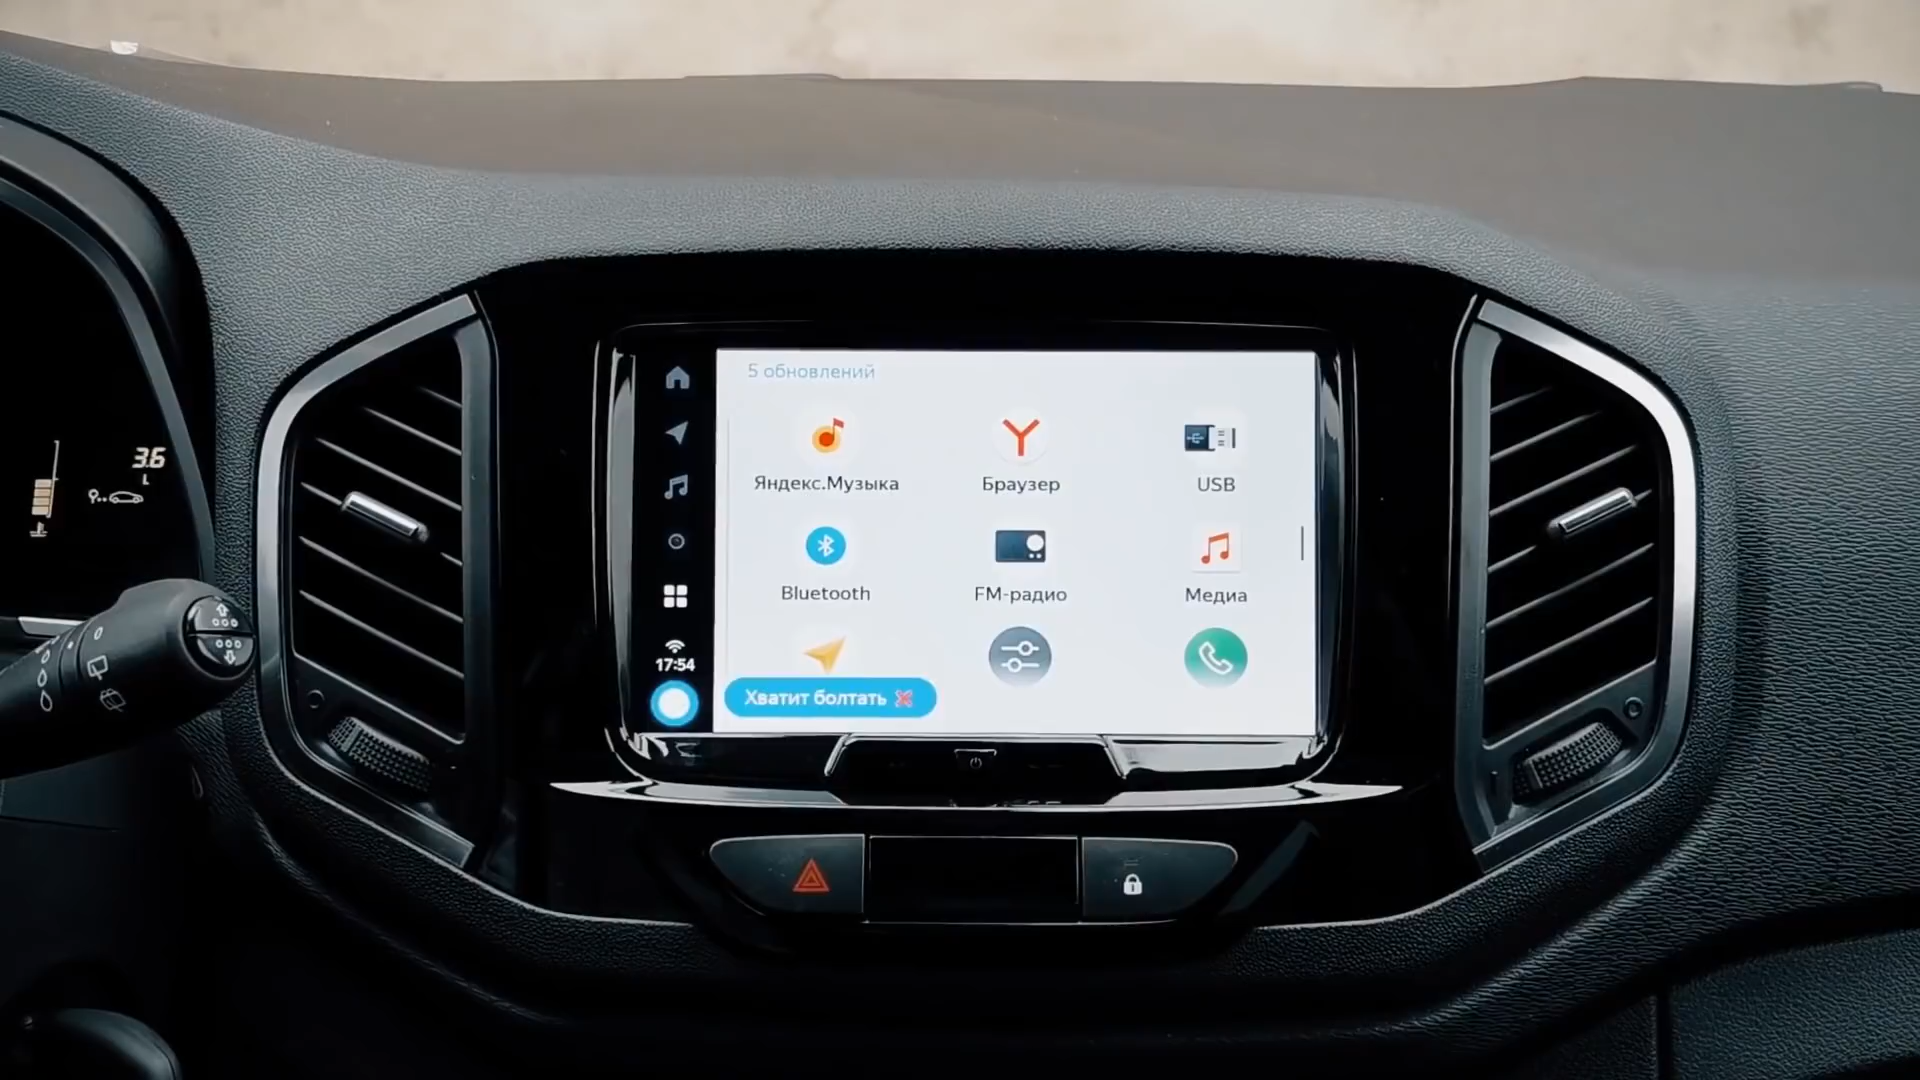 5 обновлений
Яндекс.Музыка
Браузер
USB
Bluetooth
FM-радио
Медиа
17:54
Хватит болтать
3.6
L